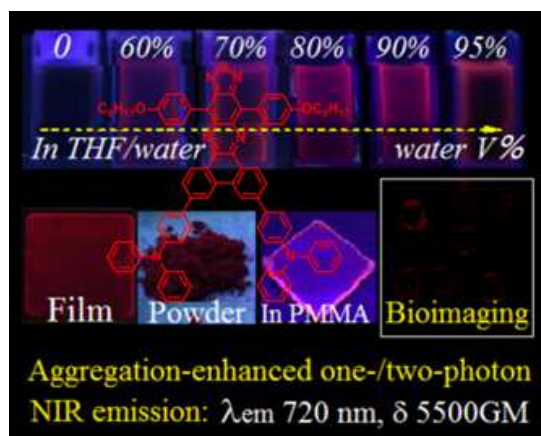 0 60% 70% 80% 90% 95%
In THF/water water V%
Film Powder In PMMA Bioimaging
Aggregation-enhanced one-/two-photon
NIR emission: λem 720 nm, δ 5500GM